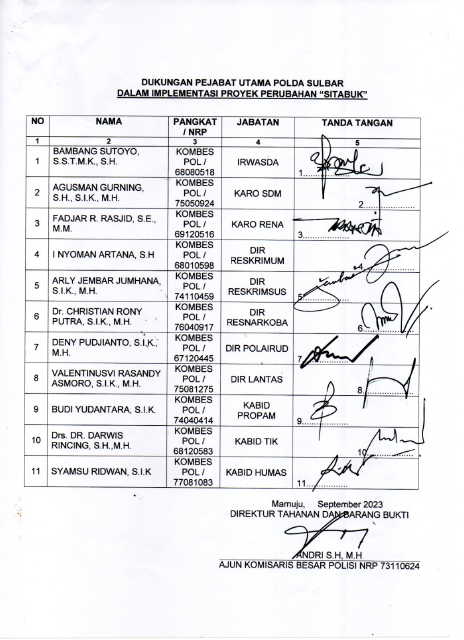 DUKUNGAN PEJABAT UTAMA POLDA SULBAR
DALAM IMPLEMENTASI PROYEK PERUBAHAN “SITABUK”
NO NAMA PANGKAT / NRP JABATAN TANDA TANGAN
1 2 3 4 5
1 BAMBANG SUTOYO, S.S.T.M.K., S.H. KOMBES POL / 68080518 IRWASDA 1.
2 AGUSMAN GURNING, S.H., S.I.K., M.H. KOMBES POL / 75050924 KARO SDM 2.
3 FADJAR R. RASJID, S.E., M.M. KOMBES POL / 69120516 KARO RENA 3.
4 I NYOMAN ARTANA, S.H KOMBES POL / 68010598 DIR RESKRIMUM 4.
5 ARLY JEMBAR JUMHANA, S.I.K., M.H. KOMBES POL / 74110459 DIR RESKRIMSUS 5.
6 Dr. CHRISTIAN RONY PUTRA, S.I.K., M.H. KOMBES POL / 76040917 DIR RESNARKOBA 6.
7 DENY PUDJIANTO, S.I.K., M.H. KOMBES POL / 67120445 DIR POLAIRUD 7.
8 VALENTINUSVI RASANDY ASMORO, S.I.K., M.H. KOMBES POL / 75081275 DIR LANTAS 8.
9 BUDI YUDANTARA, S.I.K. KOMBES POL / 74040414 KABID PROPAM 9.
10 Drs. DR. DARWIS RINCING, S.H.,M.H. KOMBES POL / 68120583 KABID TIK 10.
11 SYAMSU RIDWAN, S.I.K KOMBES POL / 77081083 KABID HUMAS 11.
Mamuju, September 2023
DIREKTUR TAHANAN DAN BARANG BUKTI
ANDRI S.H, M.H
AJUN KOMISARIS BESAR POLISI NRP 73110624